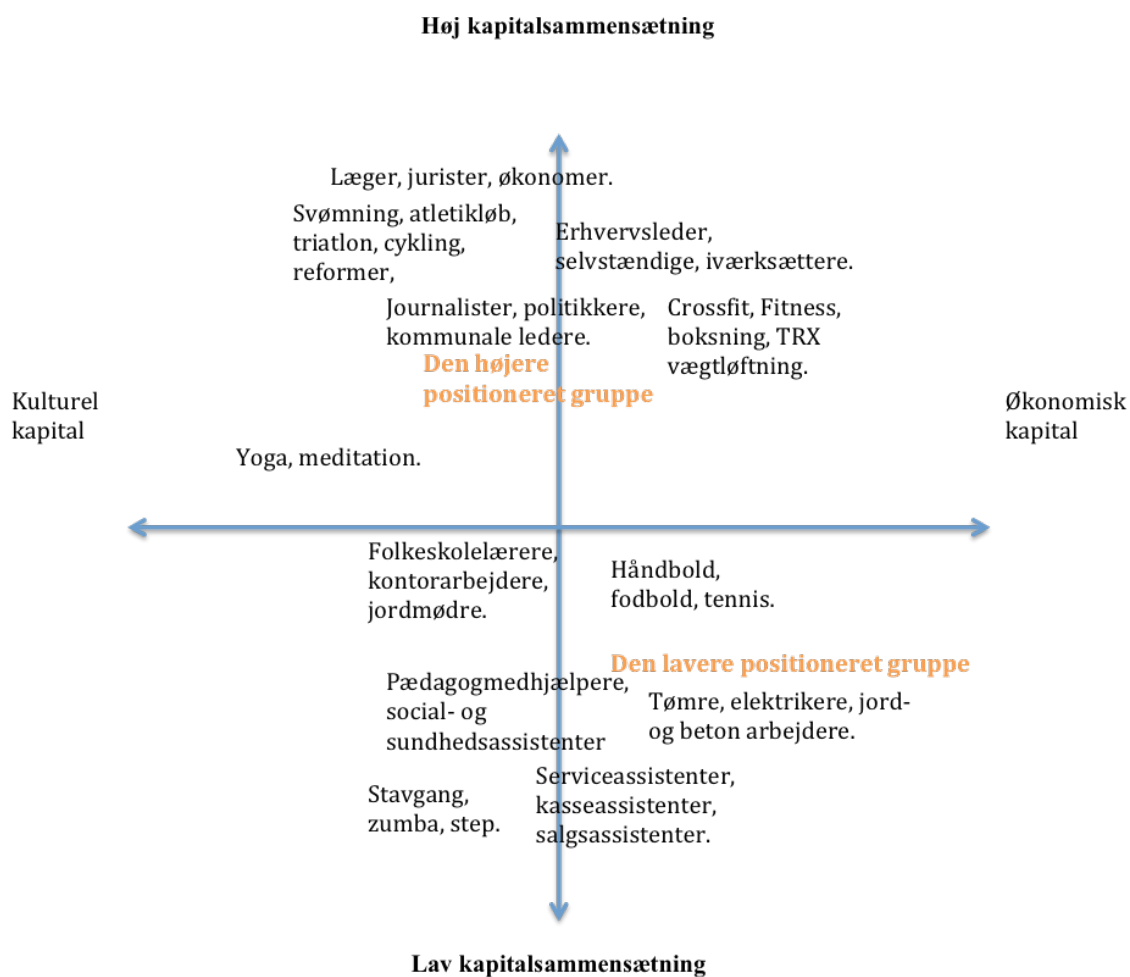 Høj kapitalsammensætning
Læger, jurister, økonomer.
Svømning, atletikløb,
triatlon, cykling,
reformer,
Erhvervsleder,
selvstændige, iværksættere.
Journalister, politikkere,
kommunale ledere.
Crossfit, Fitness,
boksning, TRX
vægtløftning.
Den højere
positioneret gruppe
Kulturel
kapital
Økonomisk
kapital
Yoga, meditation.
Folkeskolelærere,
kontorarbejdere,
jordmødre.
Håndbold,
fodbold, tennis.
Den lavere positioneret gruppe
Pædagogmedhjælpere,
social- og
sundhedsassistenter
Tømre, elektrikere, jord-
og beton arbejdere.
Stavgang,
zumba, step.
Serviceassistenter,
kasseassistenter,
salgsassistenter.
Lav kapitalsammensætning